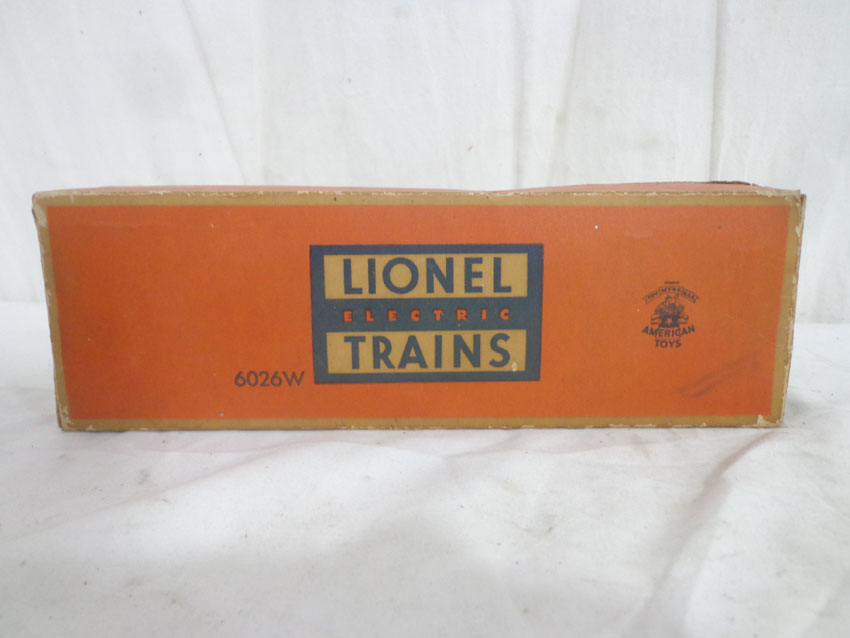 LIONEL
ELECTRIC
TRAINS
6026W
AMERICAN
TOYS